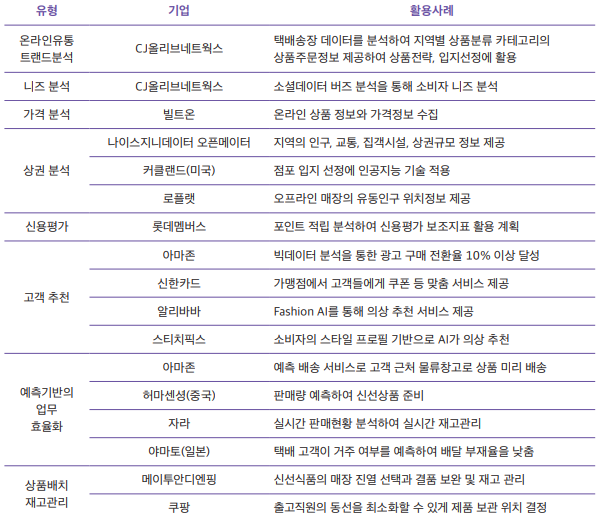 유형 기업 활용사례
온라인유통
트랜드분석
CJ올리브네트웍스
택배송장 데이터를 분석하여 지역별 상품분류 카테고리의
상품주문정보 제공하여 상품전략, 입지선정에 활용
니즈 분석 CJ올리브네트웍스 소셜데이터 버즈 분석을 통해 소비자 니즈 분석
가격 분석 빌트온 온라인 상품 정보와 가격정보 수집
상권 분석
나이스지니데이터 오픈메이터 지역의 인구, 교통, 집객시설, 상권규모 정보 제공
커클랜드(미국) 점포 입지 선정에 인공지능 기술 적용
로플랫 오프라인 매장의 유동인구 위치정보 제공
신용평가 롯데멤버스 포인트 적립 분석하여 신용평가 보조지표 활용 계획
고객 추천
아마존 빅데이터 분석을 통한 광고 구매 전환율 10% 이상 달성
신한카드 가맹점에서 고객들에게 쿠폰 등 맞춤 서비스 제공
알리바바 Fashion AI를 통해 의상 추천 서비스 제공
스티치픽스 소비자의 스타일 프로필 기반으로 AI가 의상 추천
예측기반의
업무
효율화
아마존 예측 배송 서비스로 고객 근처 물류창고로 상품 미리 배송
허마센셩(중국) 판매량 예측하여 신선상품 준비
자라 실시간 판매현황 분석하여 실시간 재고관리
야마토(일본) 택배 고객이 거주 여부를 예측하여 배달 부재율을 낮춤
상품배치
재고관리
메이투안디엔핑 신선식품의 매장 진열 선택과 결품 보완 및 재고 관리
쿠팡 출고직원의 동선을 최소화할 수 있게 제품 보관 위치 결정